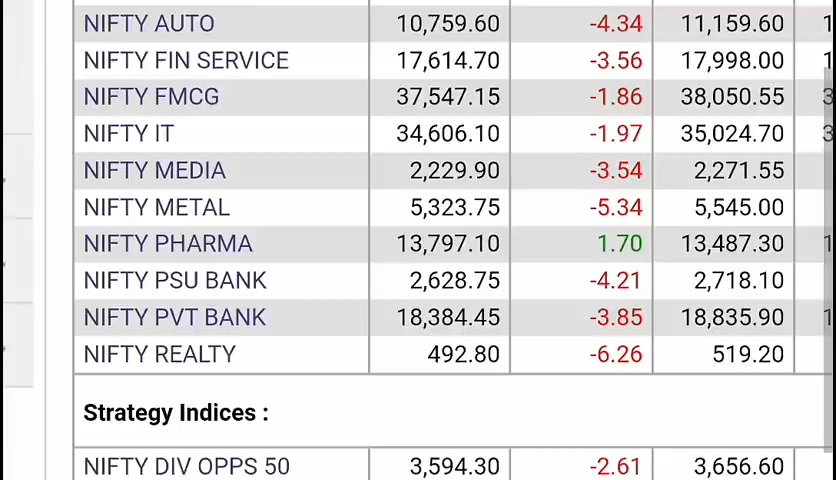 NIFTY AUTO 10,759.60 -4.34 11,159.60 1
NIFTY FIN SERVICE 17,614.70 -3.56 17,998.00 1
NIFTY FMCG 37,547.15 -1.86 38,050.55 3
NIFTY IT 34,606.10 -1.97 35,024.70 3
NIFTY MEDIA 2,229.90 -3.54 2,271.55
NIFTY METAL 5,323.75 -5.34 5,545.00
NIFTY PHARMA 13,797.10 1.70 13,487.30 1
NIFTY PSU BANK 2,628.75 -4.21 2,718.10
NIFTY PVT BANK 18,384.45 -3.85 18,835.90 1
NIFTY REALTY 492.80 -6.26 519.20
Strategy Indices :
NIFTY DIV OPPS 50 3,594.30 -2.61 3,656.60